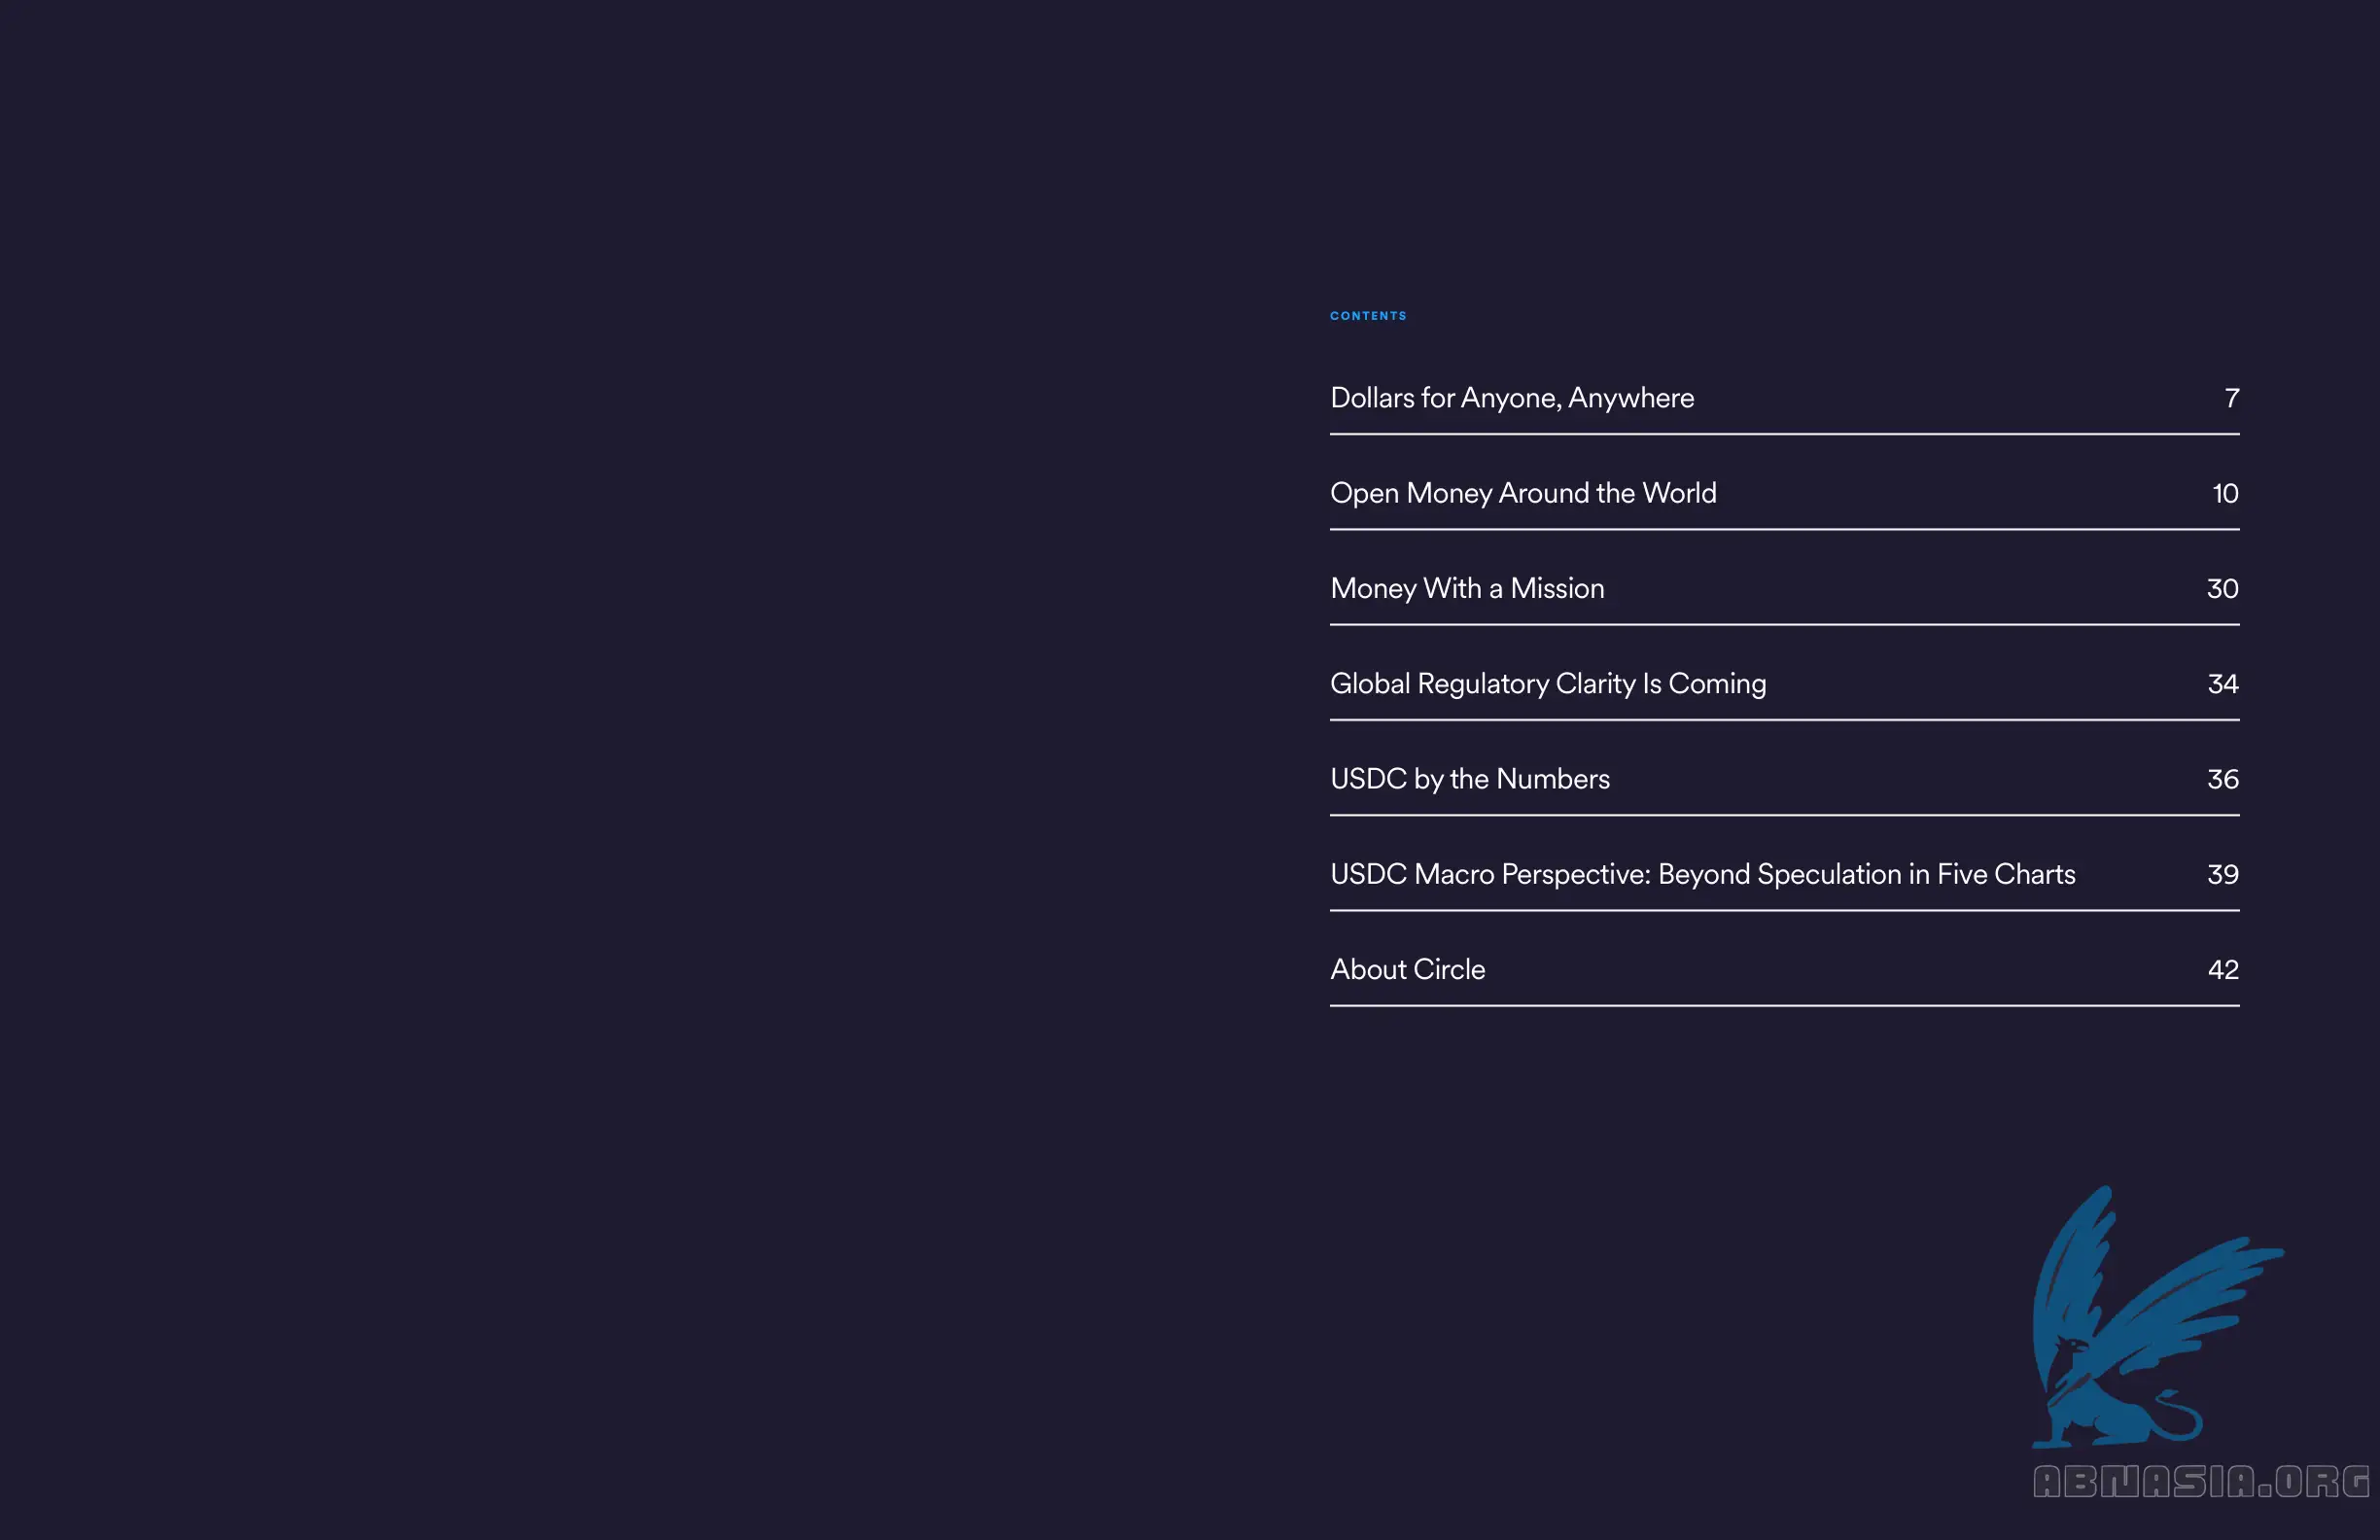 CONTENTS
Dollars for Anyone, Anywhere 7
Open Money Around the World 10
Money With a Mission 30
Global Regulatory Clarity Is Coming 34
USDC by the Numbers 36
USDC Macro Perspective: Beyond Speculation in Five Charts 39
About Circle 42
ABNASIA.ORG